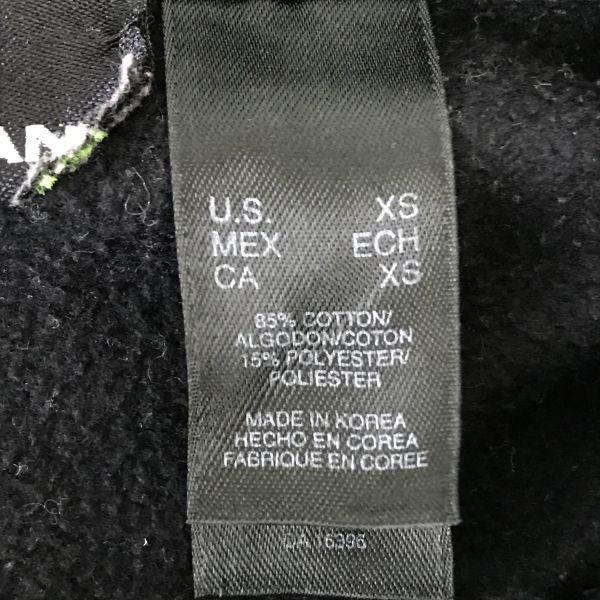 U.S. XS
MEX ECH
CA XS
85% COTTON/
ALGODON/COTON
15% POLYESTER/
POLIESTER
MADE IN KOREA
HECHO EN COREA
FABRIQUE EN COREE
16396